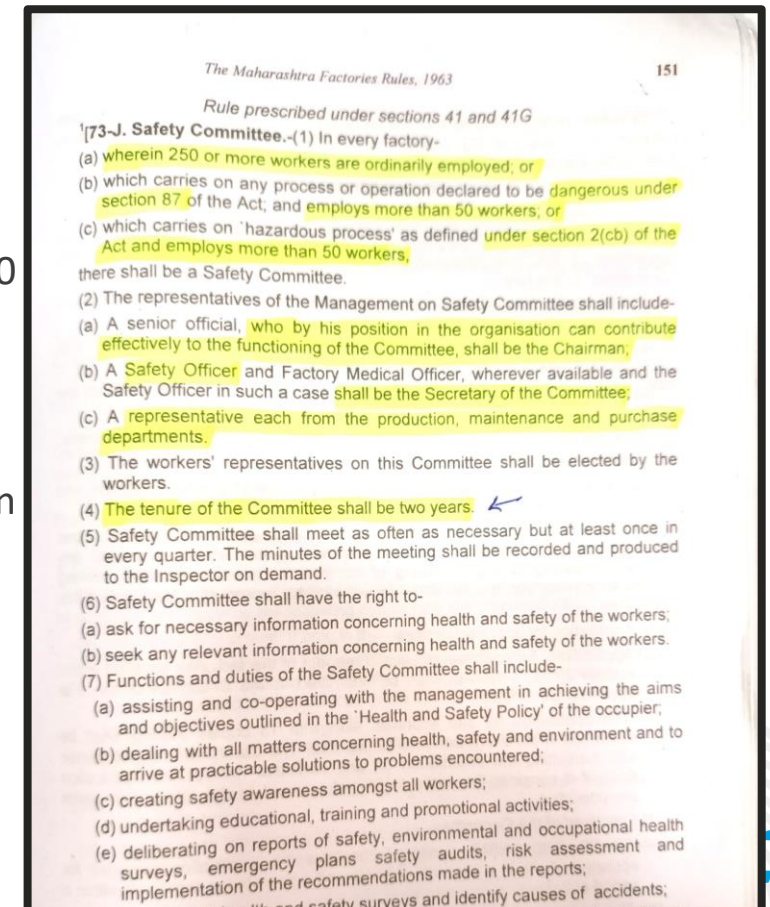 The Maharashtra Factories Rules, 1963
151
Rule prescribed under sections 41 and 41G
¹[73-J. Safety Committee.-(1) In every factory-
(a) wherein 250 or more workers are ordinarily employed; or
(b) which carries on any process or operation declared to be dangerous under
section 87 of the Act; and employs more than 50 workers; or
(c) which carries on `hazardous process' as defined under section 2(cb) of the
Act and employs more than 50 workers,
there shall be a Safety Committee.
(2) The representatives of the Management on Safety Committee shall include-
(a) A senior official, who by his position in the organisation can contribute
effectively to the functioning of the Committee, shall be the Chairman;
(b) A Safety Officer and Factory Medical Officer, wherever available and the
Safety Officer in such a case shall be the Secretary of the Committee;
(c) A representative each from the production, maintenance and purchase
departments.
(3) The workers' representatives on this Committee shall be elected by the
workers.
(4) The tenure of the Committee shall be two years.
(5) Safety Committee shall meet as often as necessary but at least once in
every quarter. The minutes of the meeting shall be recorded and produced
to the Inspector on demand.
(6) Safety Committee shall have the right to-
(a) ask for necessary information concerning health and safety of the workers;
(b) seek any relevant information concerning health and safety of the workers.
(7) Functions and duties of the Safety Committee shall include-
(a) assisting and co-operating with the management in achieving the aims
and objectives outlined in the `Health and Safety Policy' of the occupier;
(b) dealing with all matters concerning health, safety and environment and to
arrive at practicable solutions to problems encountered;
(c) creating safety awareness amongst all workers;
(d) undertaking educational, training and promotional activities;
(e) deliberating on reports of safety, environmental and occupational health
surveys, emergency plans safety audits, risk assessment and
implementation of the recommendations made in the reports;
and safety surveys and identify causes of accidents;